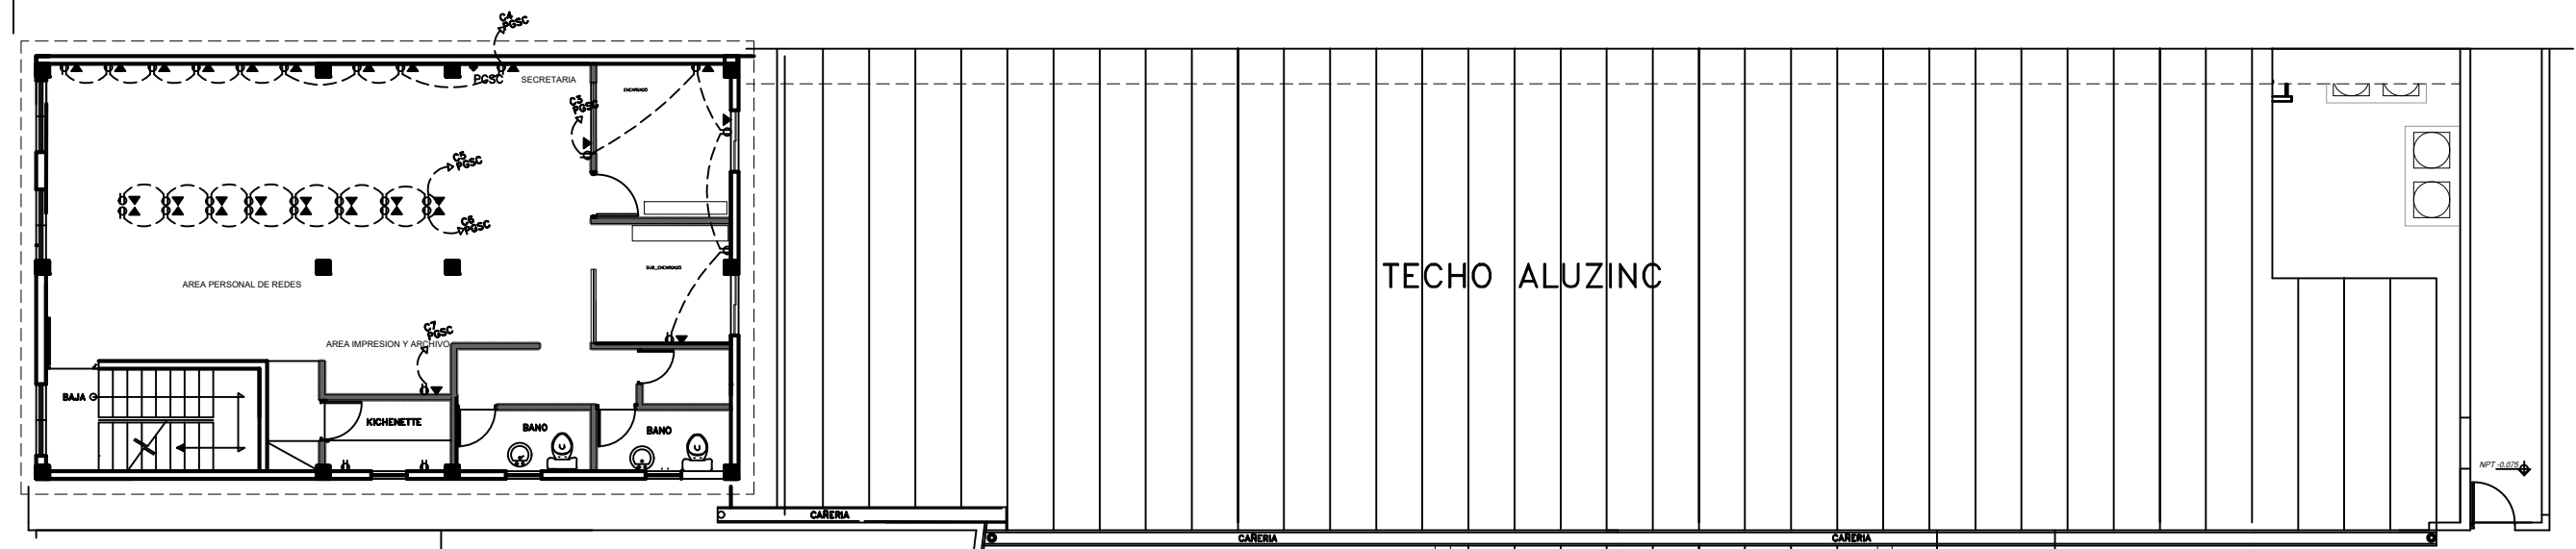 C4
PGSC
PGSC
SECRETARIA
ENCARGADO
C3
PGSC
C5
PGSC
C6
PGSC
SUB_ENCARGADO
AREA PERSONAL DE REDES
TECHO ALUZINC
C7
PGSC
AREA IMPRESION Y ARCHIVO
BAJA
KICHENETTE
BANO
BANO
NPT -0.075
CAÑERIA
CAÑERIA
CAÑERIA